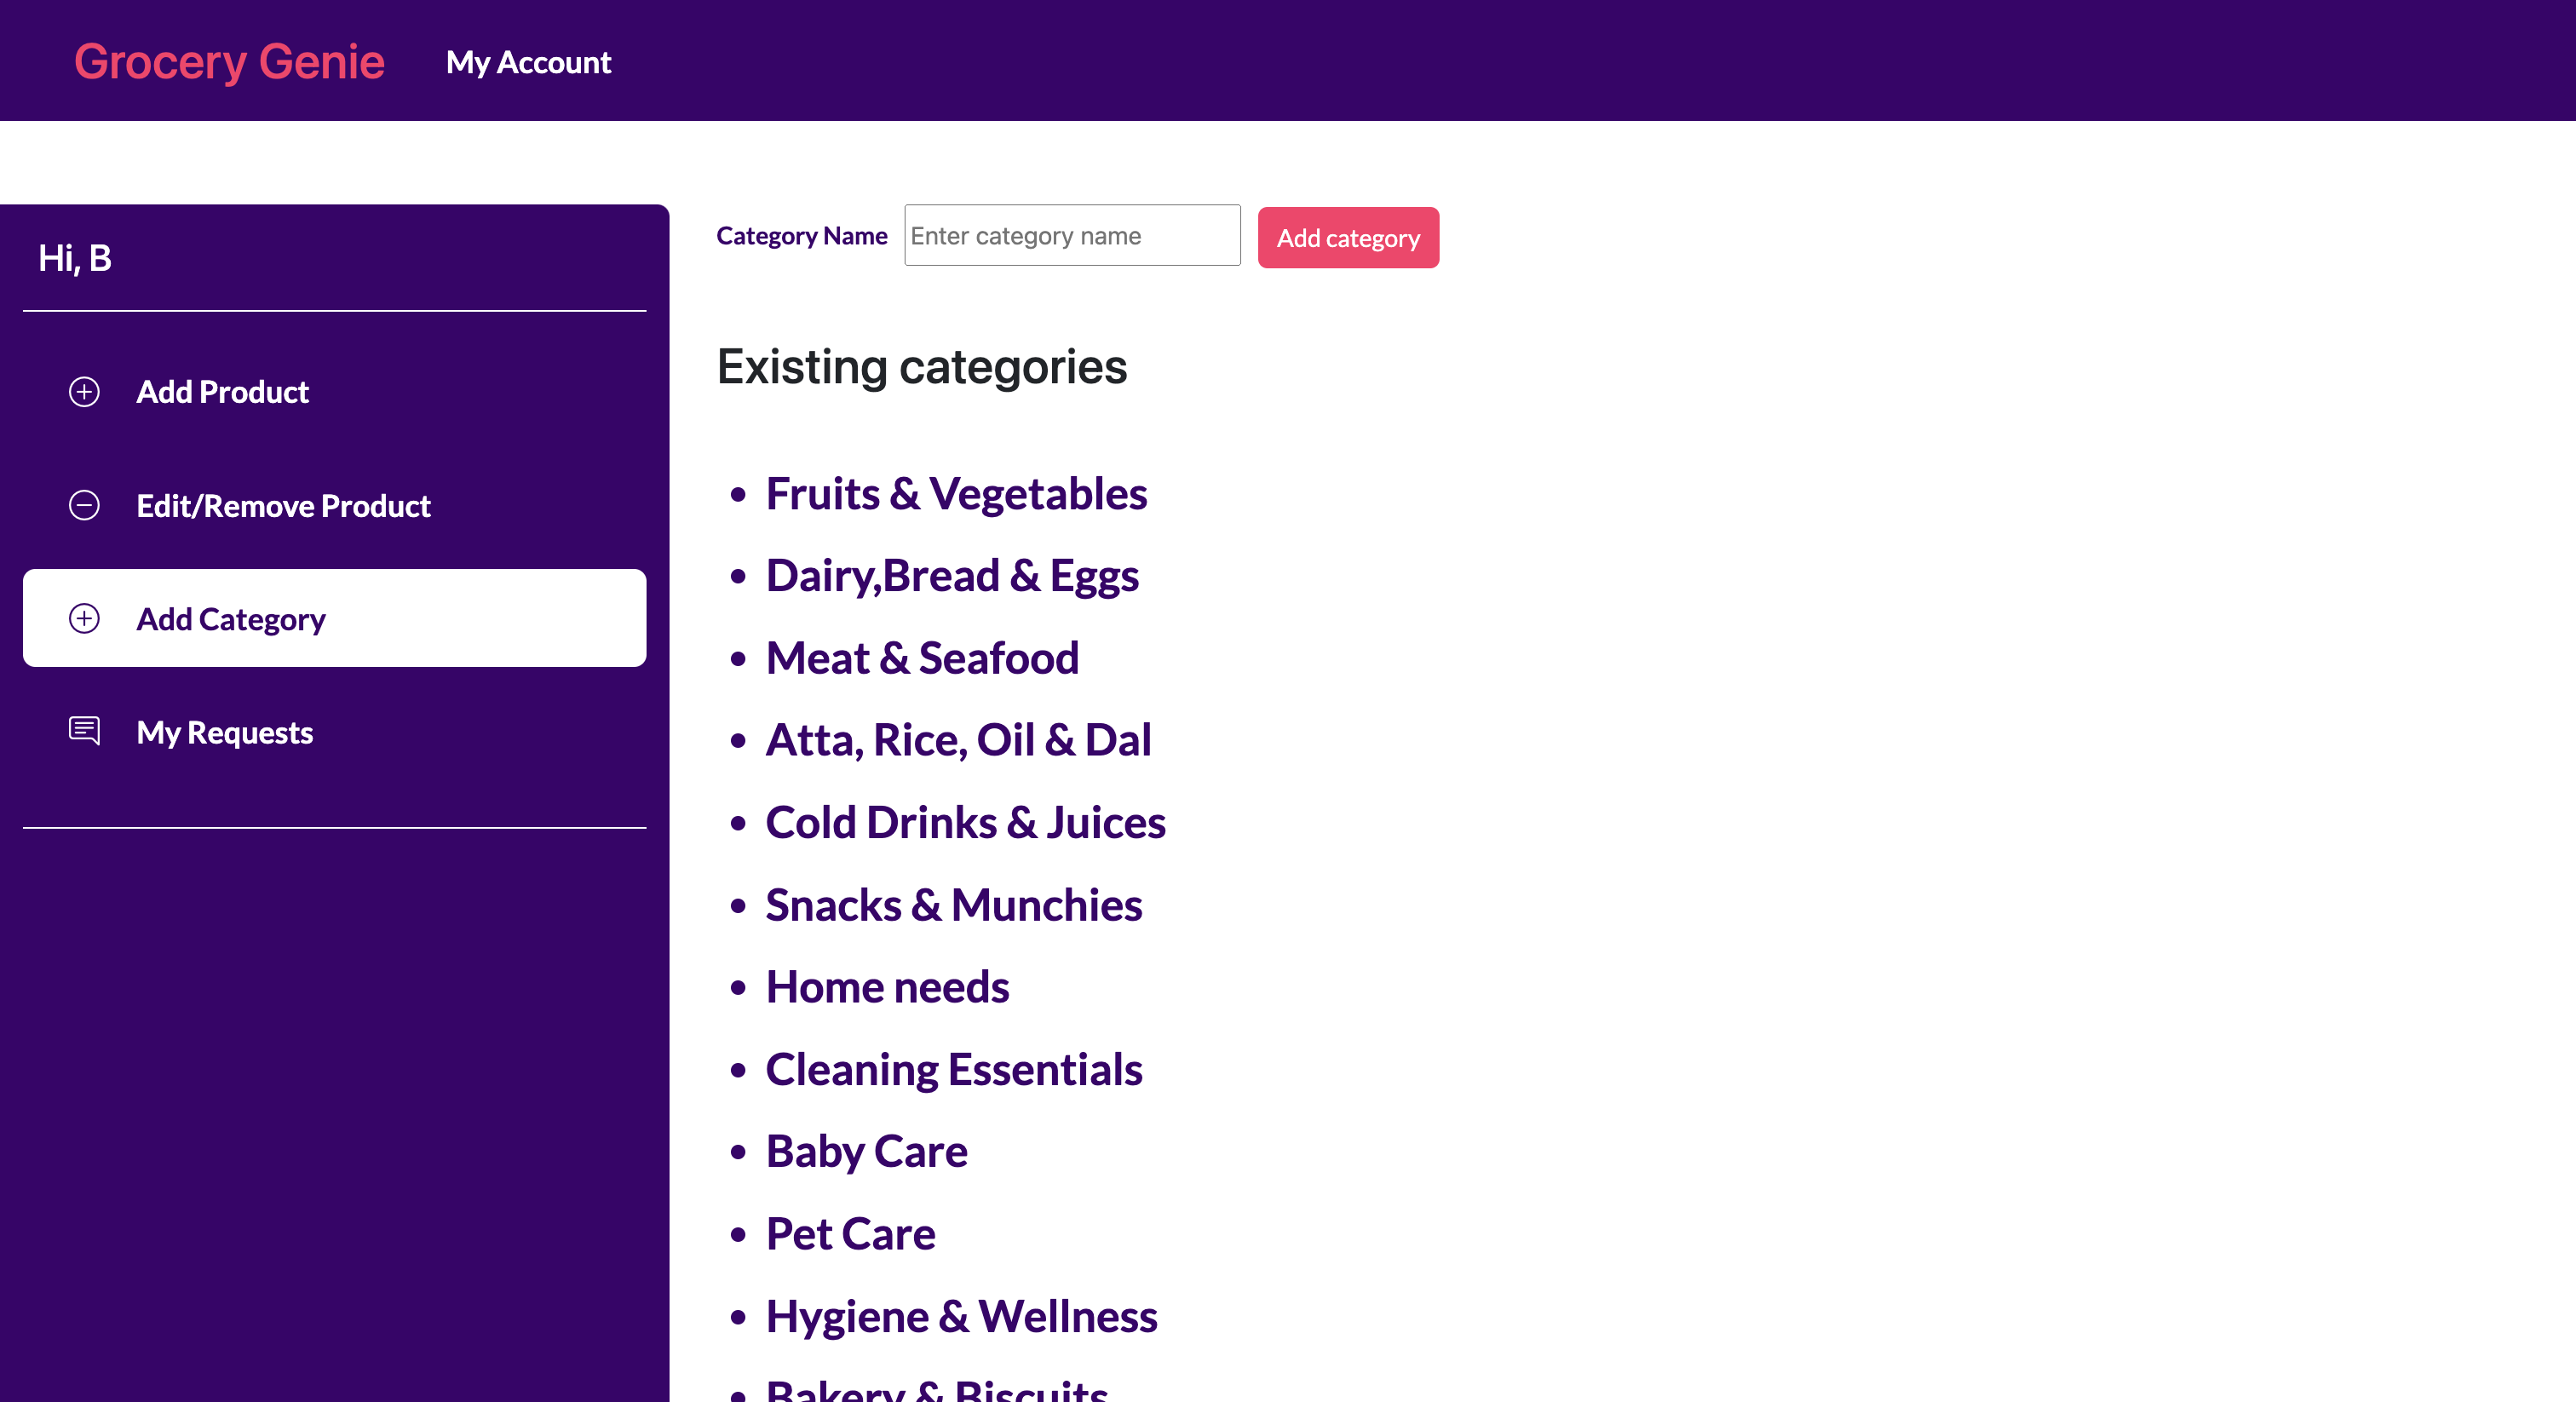 Grocery Genie My Account
Hi, B
Add Product
Edit/Remove Product
Add Category
My Requests
Category Name Enter category name Add category
Existing categories
Fruits & Vegetables
Dairy,Bread & Eggs
Meat & Seafood
Atta, Rice, Oil & Dal
Cold Drinks & Juices
Snacks & Munchies
Home needs
Cleaning Essentials
Baby Care
Pet Care
Hygiene & Wellness
Bakery & Biscuits